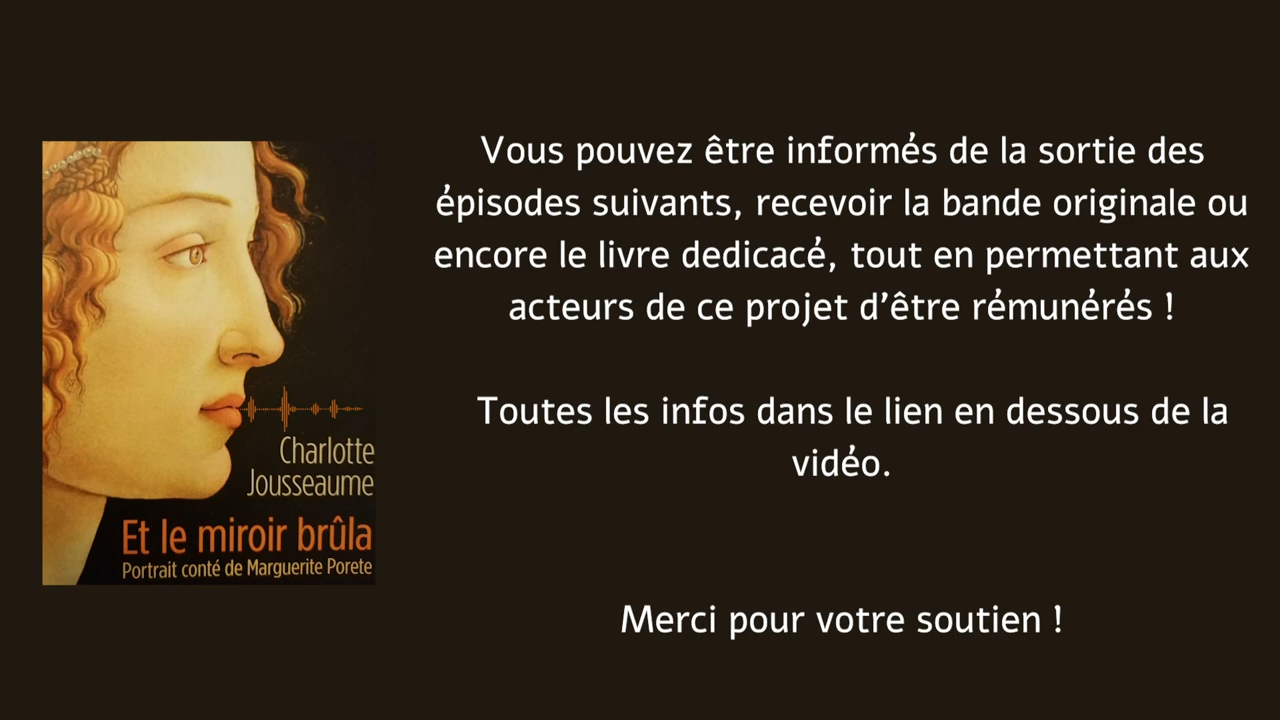 Vous pouvez être informés de la sortie des
épisodes suivants, recevoir la bande originale ou
encore le livre dedicacé, tout en permettant aux
acteurs de ce projet d’être rémunérés !
Toutes les infos dans le lien en dessous de la
vidéo.
Merci pour votre soutien !
Charlotte
Jousseaume
Et le miroir brûla
Portrait conté de Marguerite Porete